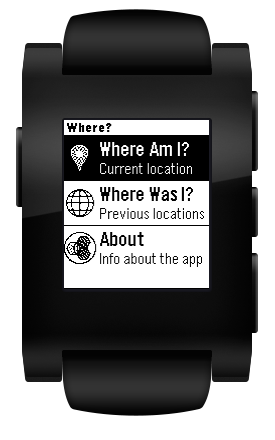 Where?
Where Am I?
Current location
Where Was I?
Previous locations
About
Info about the app